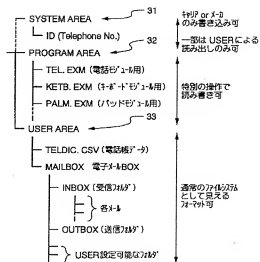 SYSTEM AREA 31
ID (Telephone No.)
ｷｬﾘｱ or ﾒｰｶ
のみ書き込み可
32
PROGRAM AREA
一部は USERによる
読み出しのみ可
TEL. EXM (電話ﾓｼﾞｭｰﾙ用)
KETB. EXM (ｷｰﾎﾞｰﾄﾞﾓｼﾞｭｰﾙ用)
PALM. EXM (ﾊﾟｯﾄﾞﾓｼﾞｭｰﾙ用)
特別の操作で
読み書き可
33
USER AREA
TELDIC. CSV (電話帳ﾃﾞｰﾀ)
MAILBOX 電子ﾒｰﾙBOX
INBOX (受信ﾌｫﾙﾀﾞ)
各ﾒｰﾙ
OUTBOX (送信ﾌｫﾙﾀﾞ)
USER設定可能なﾌｫﾙﾀﾞ
通常のﾌｧｲﾙｼｽﾃﾑ
として見える
ﾌｫｰﾏｯﾄ可